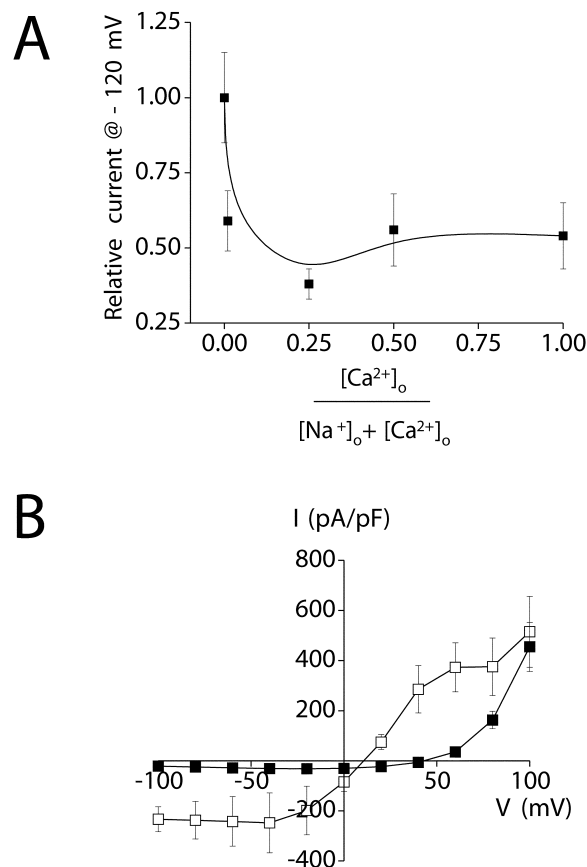 A
Relative current @ - 120 mV
1.25
1.00
0.75
0.50
0.25
0.00 0.25 0.50 0.75 1.00
[Ca²⁺]ₒ
[Na⁺]ₒ+ [Ca²⁺]ₒ
B
I (pA/pF)
800
600
400
200
-100 -50 50 100
-200
V (mV)
-400